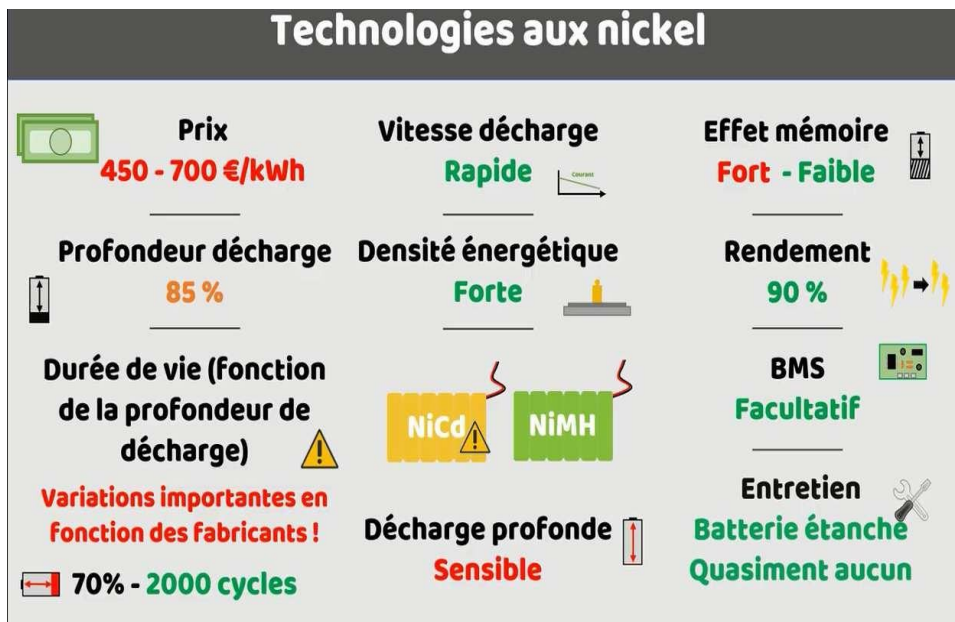 Technologies aux nickel
Prix
450 - 700 €/kWh
Profondeur décharge
85 %
Durée de vie (fonction
de la profondeur de
décharge)
Variations importantes en
fonction des fabricants !
70% - 2000 cycles
Vitesse décharge
Rapide
Courant
Densité énergétique
Forte
NiCd
NiMH
Décharge profonde
Sensible
Effet mémoire
Fort - Faible
Rendement
90 %
BMS
Facultatif
Entretien
Batterie étanche
Quasiment aucun